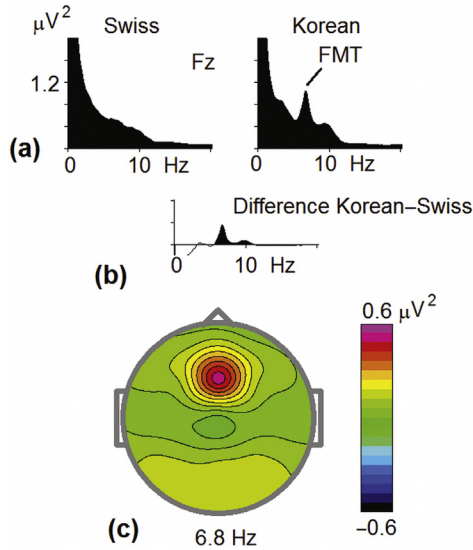 μV²
Swiss
Korean
Fz
FMT
1.2
(a)
0 10 Hz
0 10 Hz
Difference Korean–Swiss
(b)
0 10 Hz
0.6 μV²
−0.6
(c)
6.8 Hz